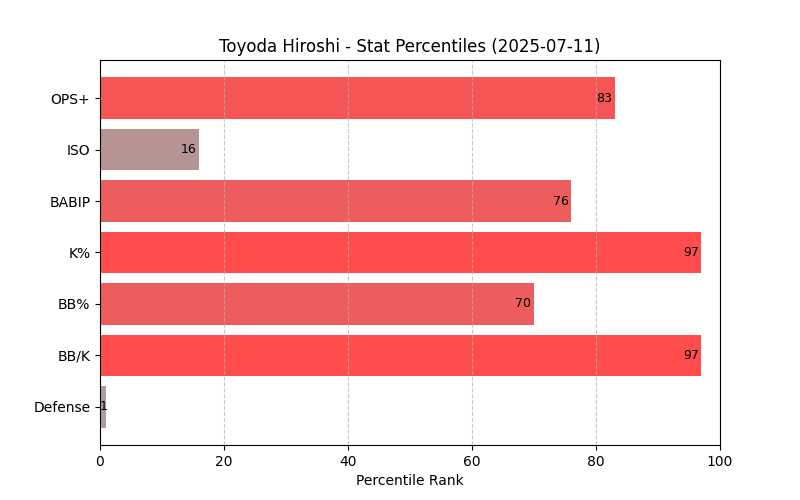 Toyoda Hiroshi - Stat Percentiles (2025-07-11)
OPS+ 83
ISO 16
BABIP 76
K% 97
BB% 70
BB/K 97
Defense 1
0 20 40 60 80 100
Percentile Rank